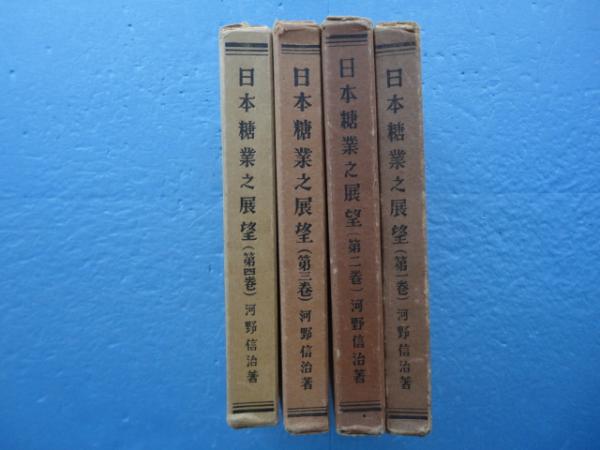 日本糖業之展望(第四巻)河野信治著
日本糖業之展望(第三巻)河野信治著
日本糖業之展望(第二巻)河野信治著
日本糖業之展望(第一巻)河野信治著